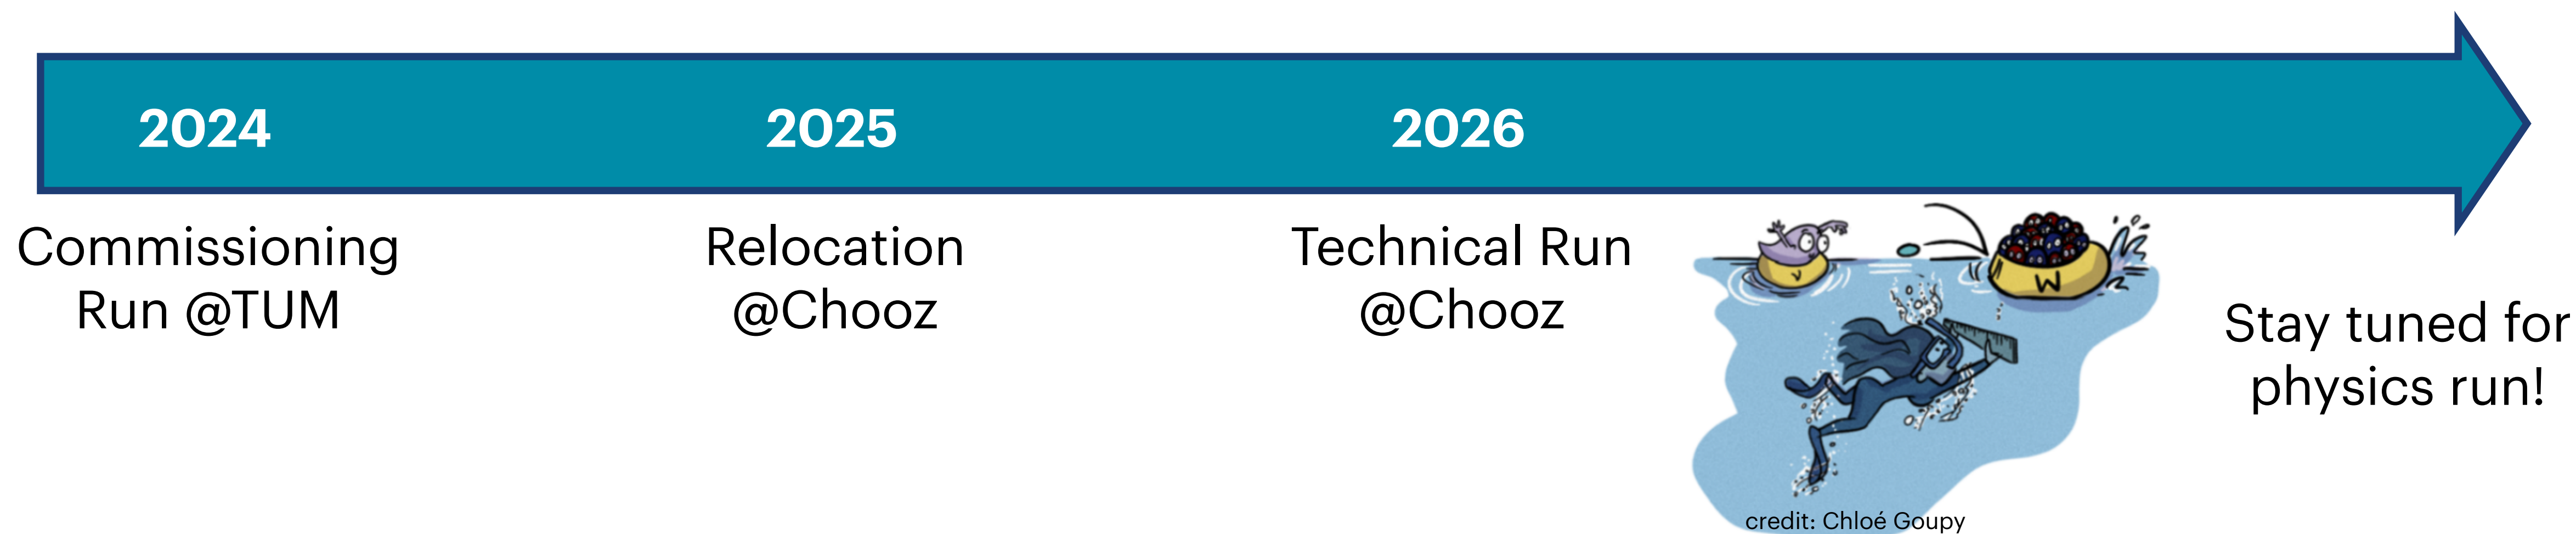 2024
2025
2026
Commissioning
Run @TUM
Relocation
@Chooz
Technical Run
@Chooz
ν
W
Stay tuned for
physics run!
credit: Chloé Goupy